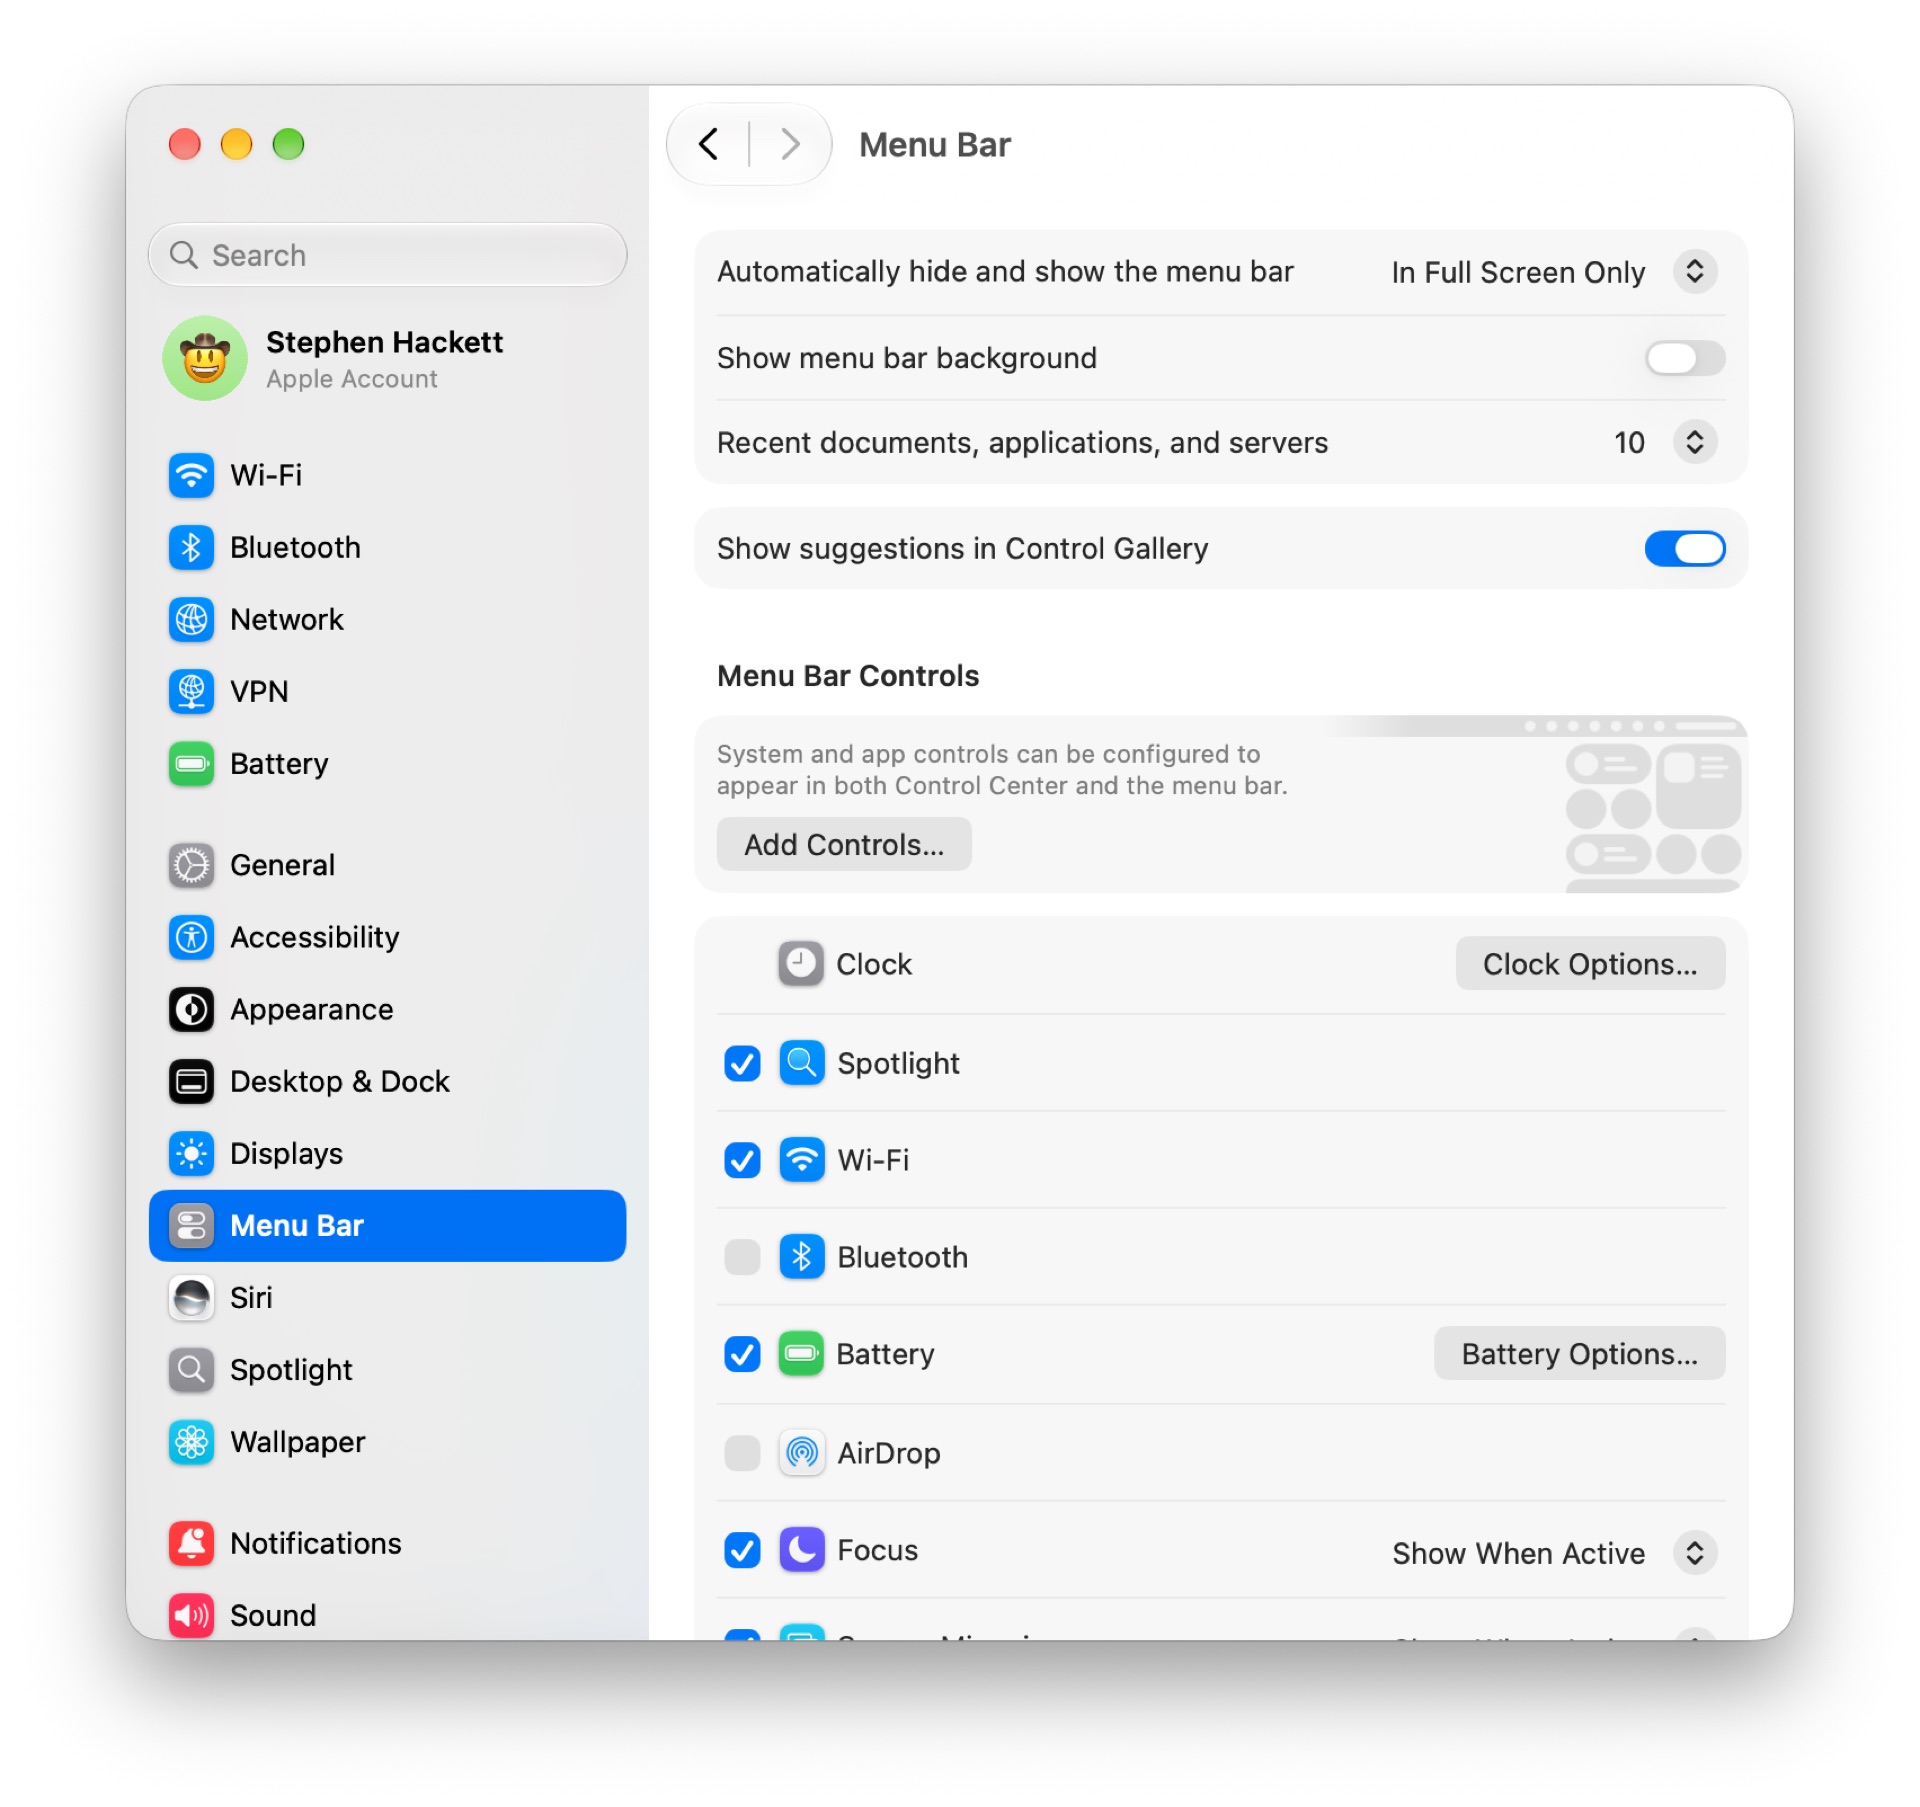 Menu Bar
Search
Stephen Hackett
Apple Account
Wi-Fi
Bluetooth
Network
VPN
Battery
General
Accessibility
Appearance
Desktop & Dock
Displays
Menu Bar
Siri
Spotlight
Wallpaper
Notifications
Sound
Automatically hide and show the menu bar In Full Screen Only
Show menu bar background
Recent documents, applications, and servers 10
Show suggestions in Control Gallery
Menu Bar Controls
System and app controls can be configured to
appear in both Control Center and the menu bar.
Add Controls...
Clock Clock Options...
Spotlight
Wi-Fi
Bluetooth
Battery Battery Options...
AirDrop
Focus Show When Active